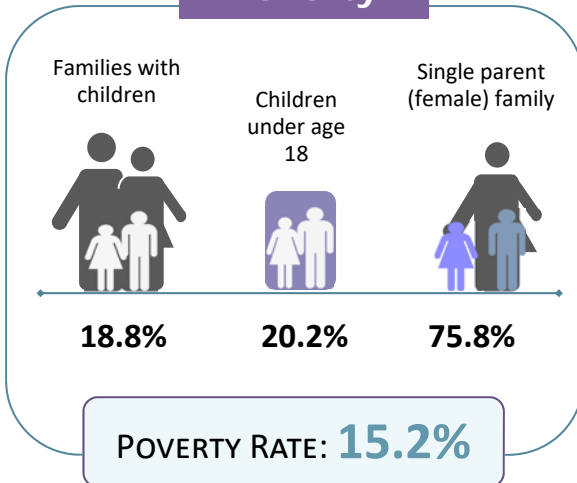 Families with
children
Children
under age
18
Single parent
(female) family
18.8%
20.2%
75.8%
POVERTY RATE: 15.2%